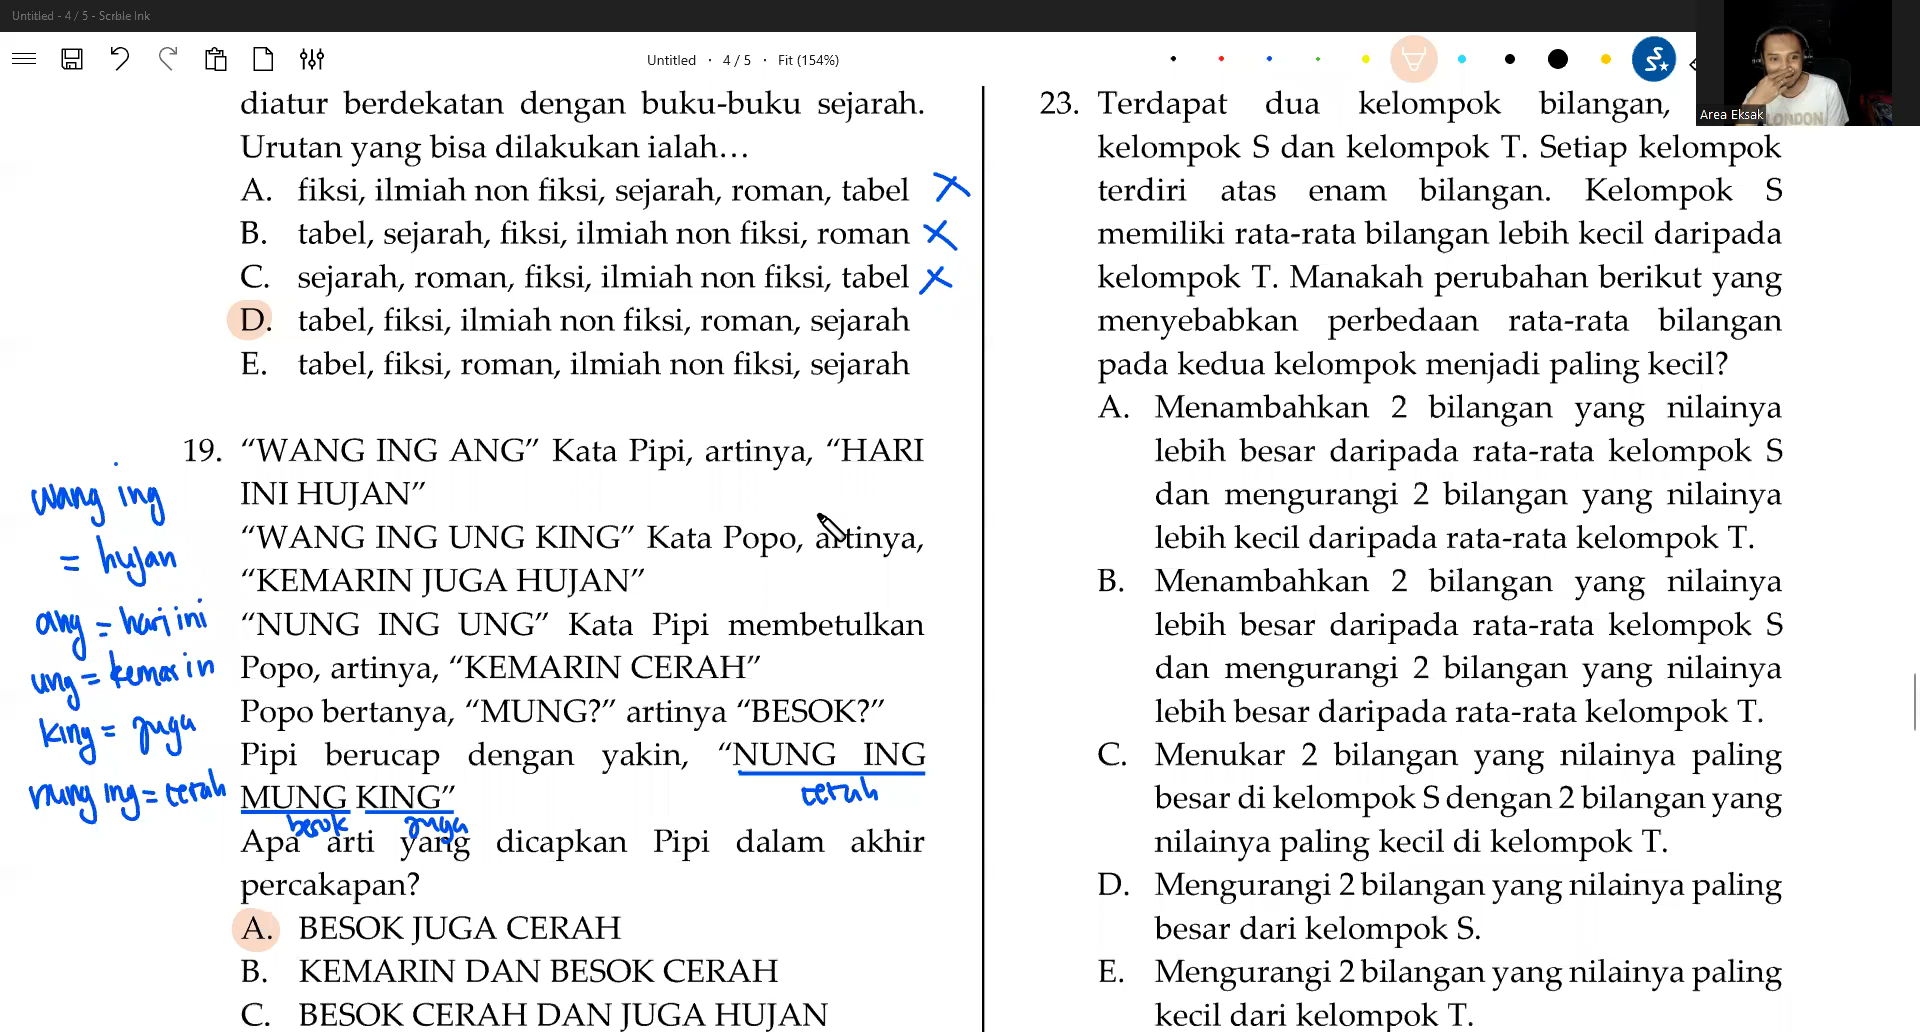 Untitled - 4 / 5 - Scrble Ink
Untitled · 4 / 5 · Fit (154%)
Area Eksak
LONDON
diatur berdekatan dengan buku-buku sejarah.
Urutan yang bisa dilakukan ialah...
A. fiksi, ilmiah non fiksi, sejarah, roman, tabel
B. tabel, sejarah, fiksi, ilmiah non fiksi, roman
C. sejarah, roman, fiksi, ilmiah non fiksi, tabel
D. tabel, fiksi, ilmiah non fiksi, roman, sejarah
E. tabel, fiksi, roman, ilmiah non fiksi, sejarah
19. “WANG ING ANG” Kata Pipi, artinya, “HARI
INI HUJAN”
“WANG ING UNG KING” Kata Popo, artinya,
“KEMARIN JUGA HUJAN”
“NUNG ING UNG” Kata Pipi membetulkan
Popo, artinya, “KEMARIN CERAH”
Popo bertanya, “MUNG?” artinya “BESOK?”
Pipi berucap dengan yakin, “NUNG ING
MUNG KING”
Apa arti yang dicapkan Pipi dalam akhir
percakapan?
A. BESOK JUGA CERAH
B. KEMARIN DAN BESOK CERAH
C. BESOK CERAH DAN JUGA HUJAN
wang ing
= hujan
ang = hari ini
ung = kemarin
king = juga
nung ing = cerah
cerah
besok juga
23. Terdapat dua kelompok bilangan,
kelompok S dan kelompok T. Setiap kelompok
terdiri atas enam bilangan. Kelompok S
memiliki rata-rata bilangan lebih kecil daripada
kelompok T. Manakah perubahan berikut yang
menyebabkan perbedaan rata-rata bilangan
pada kedua kelompok menjadi paling kecil?
A. Menambahkan 2 bilangan yang nilainya
lebih besar daripada rata-rata kelompok S
dan mengurangi 2 bilangan yang nilainya
lebih kecil daripada rata-rata kelompok T.
B. Menambahkan 2 bilangan yang nilainya
lebih besar daripada rata-rata kelompok S
dan mengurangi 2 bilangan yang nilainya
lebih besar daripada rata-rata kelompok T.
C. Menukar 2 bilangan yang nilainya paling
besar di kelompok S dengan 2 bilangan yang
nilainya paling kecil di kelompok T.
D. Mengurangi 2 bilangan yang nilainya paling
besar dari kelompok S.
E. Mengurangi 2 bilangan yang nilainya paling
kecil dari kelompok T.